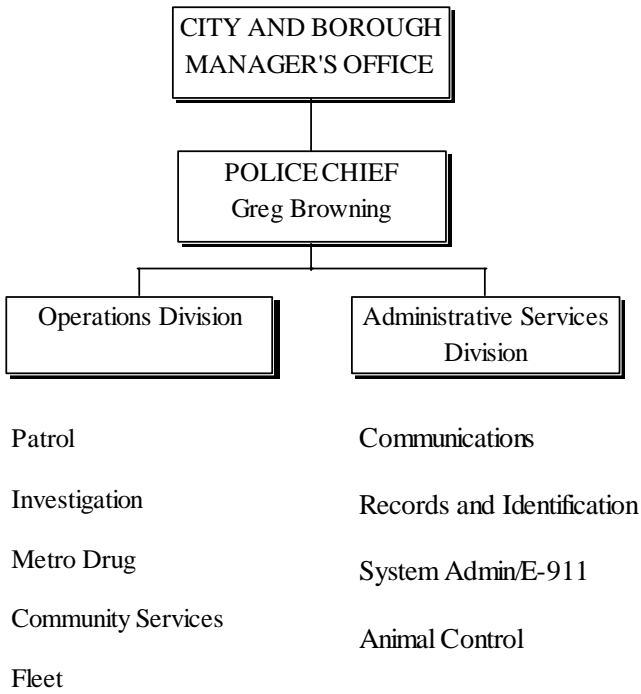 CITY AND BOROUGH
MANAGER'S OFFICE
POLICE CHIEF
Greg Browning
Operations Division
Administrative Services
Division
Patrol
Investigation
Metro Drug
Community Services
Fleet
Communications
Records and Identification
System Admin/E-911
Animal Control